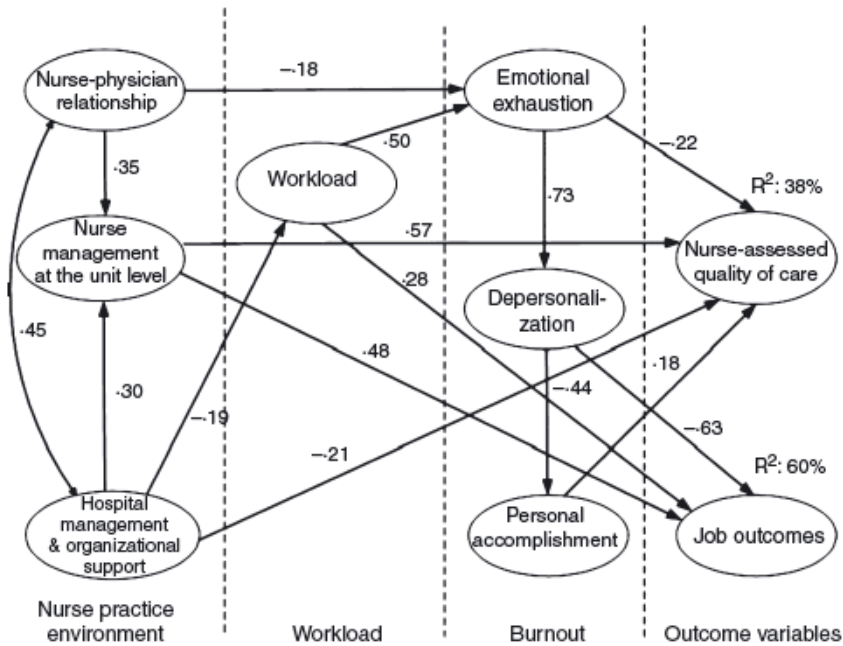 Nurse-physician
relationship
–·18
Emotional
exhaustion
·50
–·22
·35
Workload
·73
R2: 38%
Nurse
management
at the unit level
·57
Nurse-assessed
quality of care
·28
Depersonali-
zation
·45
·48
·18
·30
–·44
–·19
–·63
–·21
R2: 60%
Hospital
management
& organizational
support
Personal
accomplishment
Job outcomes
Nurse practice
environment
Workload
Burnout
Outcome variables